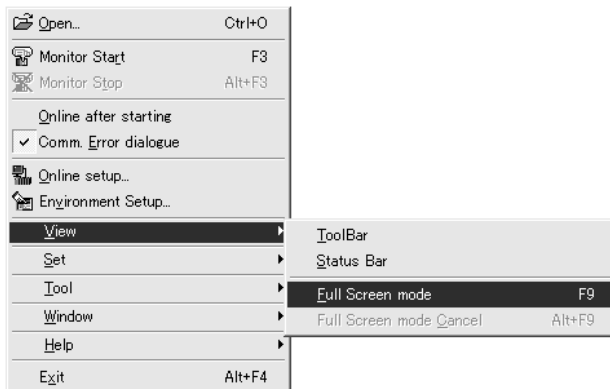 Open... Ctrl+O
Monitor Start F3
Monitor Stop Alt+F3
Online after starting
Comm. Error dialogue
Online setup...
Environment Setup...
View
Set
Tool
Window
Help
Exit Alt+F4
ToolBar
Status Bar
Full Screen mode F9
Full Screen mode Cancel Alt+F9